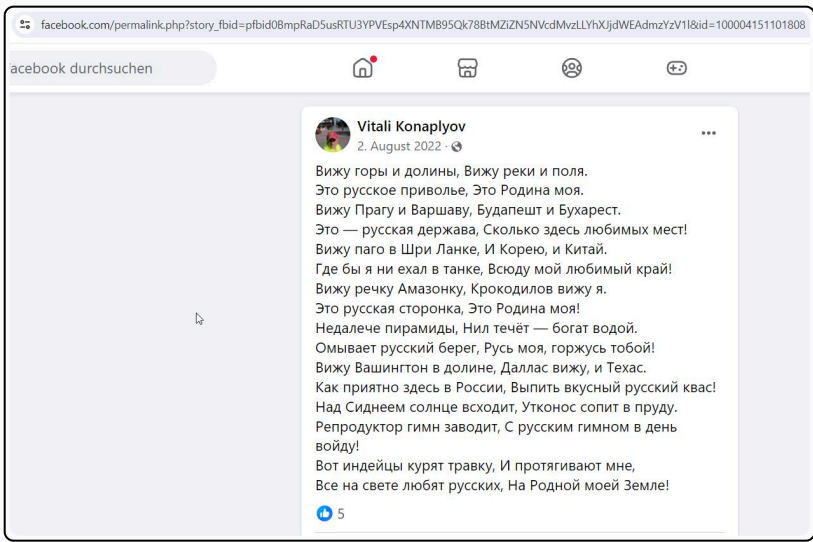 facebook.com/permalink.php?story_fbid=pfbid0BmpRaD5usRTU3YPVEsp4XNTMB95Qk78BtMZiZN5NVcdMvzLLYhXJjdWEAdmzYzV1l&id=100004151101808
acebook durchsuchen
Vitali Konaplyov
2. August 2022 ·
Вижу горы и долины, Вижу реки и поля.
Это русское приволье, Это Родина моя.
Вижу Прагу и Варшаву, Будапешт и Бухарест.
Это — русская держава, Сколько здесь любимых мест!
Вижу паго в Шри Ланке, И Корею, и Китай.
Где бы я ни ехал в танке, Всюду мой любимый край!
Вижу речку Амазонку, Крокодилов вижу я.
Это русская сторонка, Это Родина моя!
Недалече пирамиды, Нил течёт — богат водой.
Омывает русский берег, Русь моя, горжусь тобой!
Вижу Вашингтон в долине, Даллас вижу, и Техас.
Как приятно здесь в России, Выпить вкусный русский квас!
Над Сиднеем солнце всходит, Утконос сопит в пруду.
Репродуктор гимн заводит, С русским гимном в день
войду!
Вот индейцы курят травку, И протягивают мне,
Все на свете любят русских, На Родной моей Земле!
5